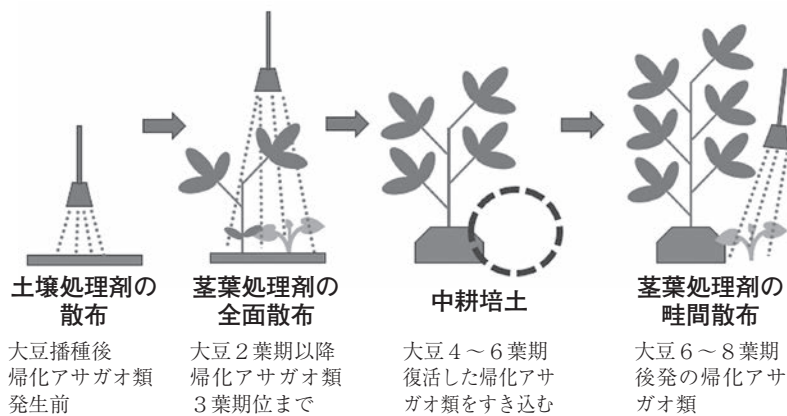 土壌処理剤の
散布
大豆播種後
帰化アサガオ類
発生前
茎葉処理剤の
全面散布
大豆2葉期以降
帰化アサガオ類
3葉期位まで
中耕培土
大豆4～6葉期
復活した帰化アサ
ガオ類をすき込む
茎葉処理剤の
畦間散布
大豆6～8葉期
後発の帰化アサ
ガオ類